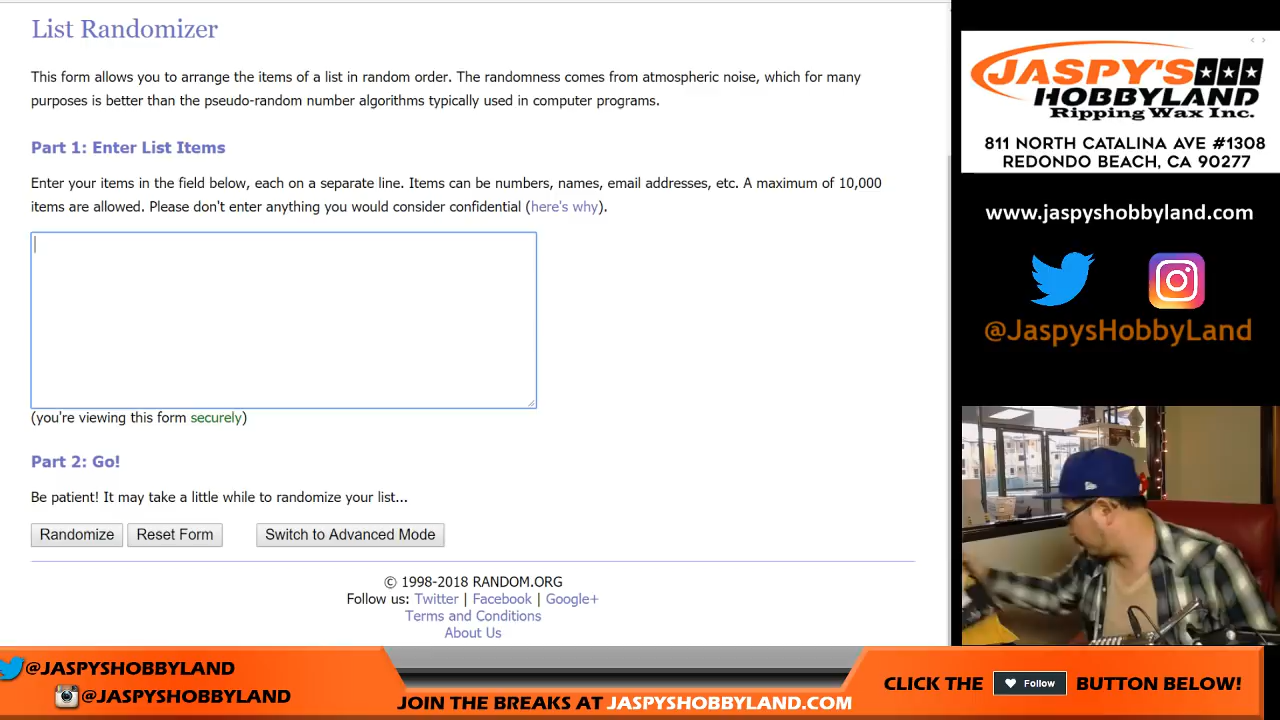 List Randomizer
This form allows you to arrange the items of a list in random order. The randomness comes from atmospheric noise, which for many
purposes is better than the pseudo-random number algorithms typically used in computer programs.
Part 1: Enter List Items
Enter your items in the field below, each on a separate line. Items can be numbers, names, email addresses, etc. A maximum of 10,000
items are allowed. Please don't enter anything you would consider confidential (here's why).
(you're viewing this form securely)
Part 2: Go!
Be patient! It may take a little while to randomize your list...
Randomize Reset Form Switch to Advanced Mode
© 1998-2018 RANDOM.ORG
Follow us: Twitter | Facebook | Google+
Terms and Conditions
About Us
JASPY'S
HOBBYLAND
Ripping Wax Inc.
811 NORTH CATALINA AVE #1308
REDONDO BEACH, CA 90277
www.jaspyshobbyland.com
@JaspysHobbyLand
@JASPYSHOBBYLAND
@JASPYSHOBBYLAND
JOIN THE BREAKS AT JASPYSHOBBYLAND.COM
CLICK THE Follow BUTTON BELOW!